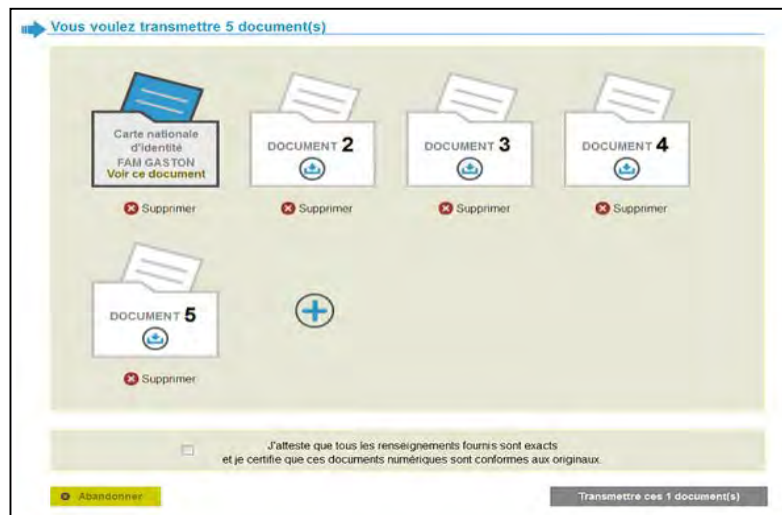 Vous voulez transmettre 5 document(s)
Carte nationale
d'identité
FAM GASTON
Voir ce document
DOCUMENT 2
DOCUMENT 3
DOCUMENT 4
Supprimer
Supprimer
Supprimer
Supprimer
DOCUMENT 5
Supprimer
J'atteste que tous les renseignements fournis sont exacts
et je certifie que ces documents numériques sont conformes aux originaux.
Abandonner
Transmettre ces 1 document(s)